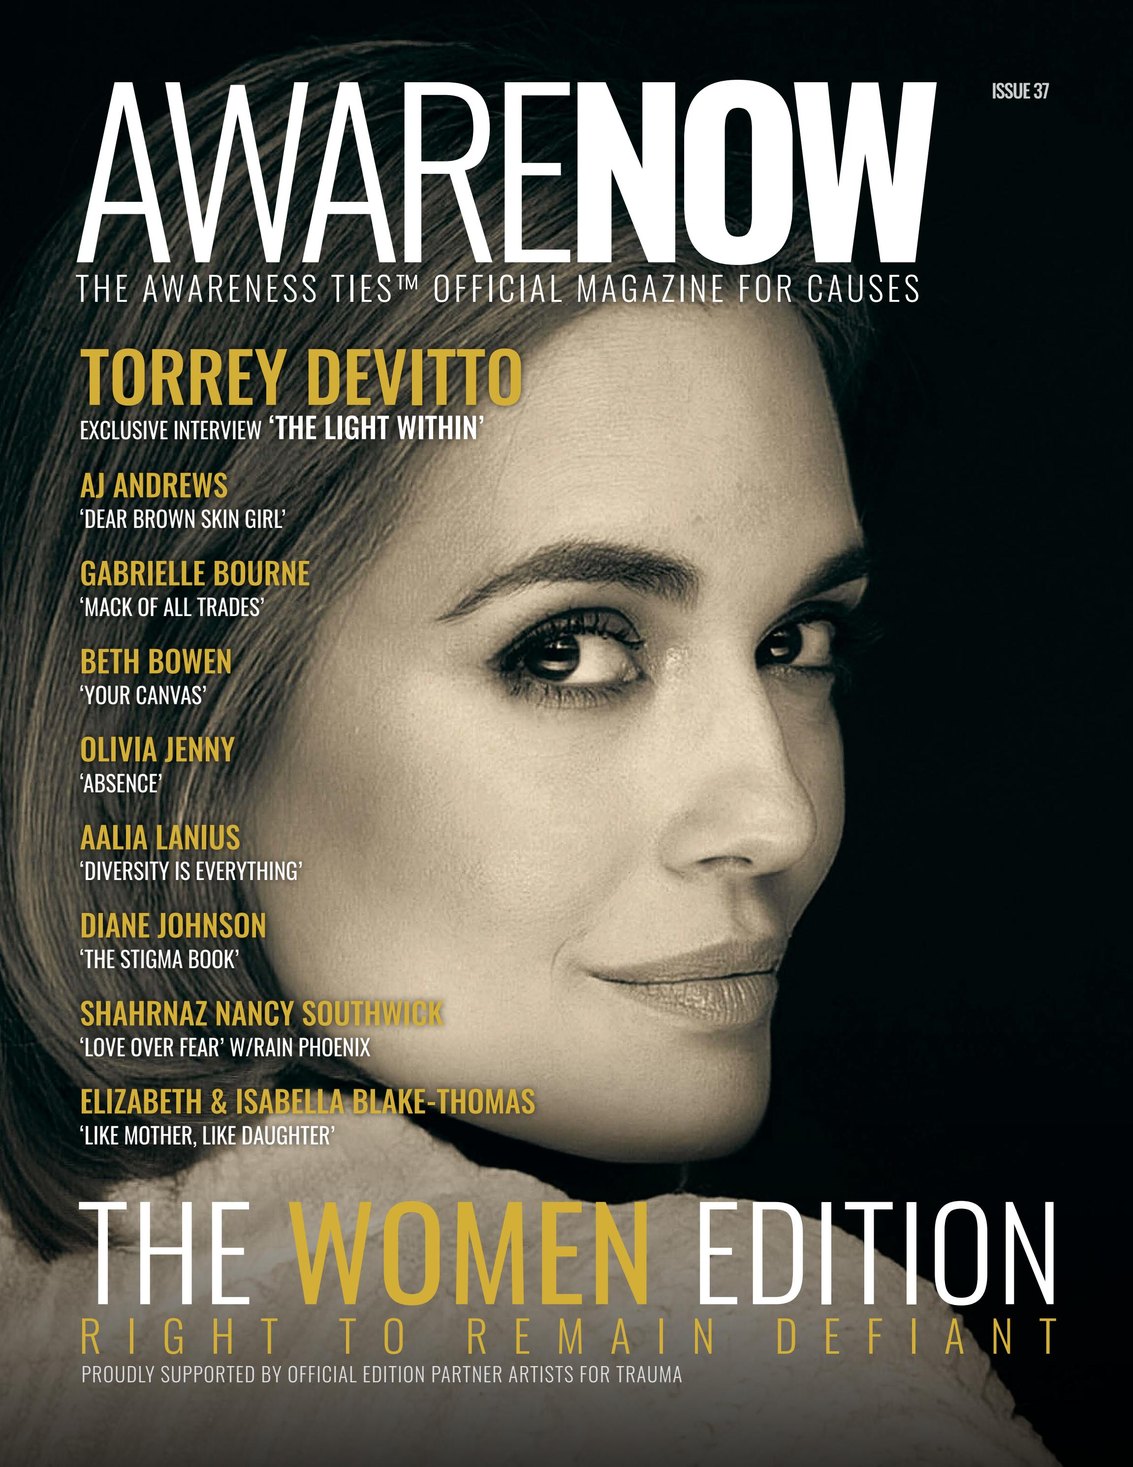 AWARENOW
ISSUE 37
THE AWARENESS TIES™ OFFICIAL MAGAZINE FOR CAUSES
TORREY DEVITTO
EXCLUSIVE INTERVIEW ‘THE LIGHT WITHIN’
AJ ANDREWS
‘DEAR BROWN SKIN GIRL’
GABRIELLE BOURNE
‘MACK OF ALL TRADES’
BETH BOWEN
‘YOUR CANVAS’
OLIVIA JENNY
‘ABSENCE’
AALIA LANIUS
‘DIVERSITY IS EVERYTHING’
DIANE JOHNSON
‘THE STIGMA BOOK’
SHAHRNAZ NANCY SOUTHWICK
‘LOVE OVER FEAR’ W/RAIN PHOENIX
ELIZABETH & ISABELLA BLAKE-THOMAS
‘LIKE MOTHER, LIKE DAUGHTER’
THE WOMEN EDITION
RIGHT TO REMAIN DEFIANT
PROUDLY SUPPORTED BY OFFICIAL EDITION PARTNER ARTISTS FOR TRAUMA